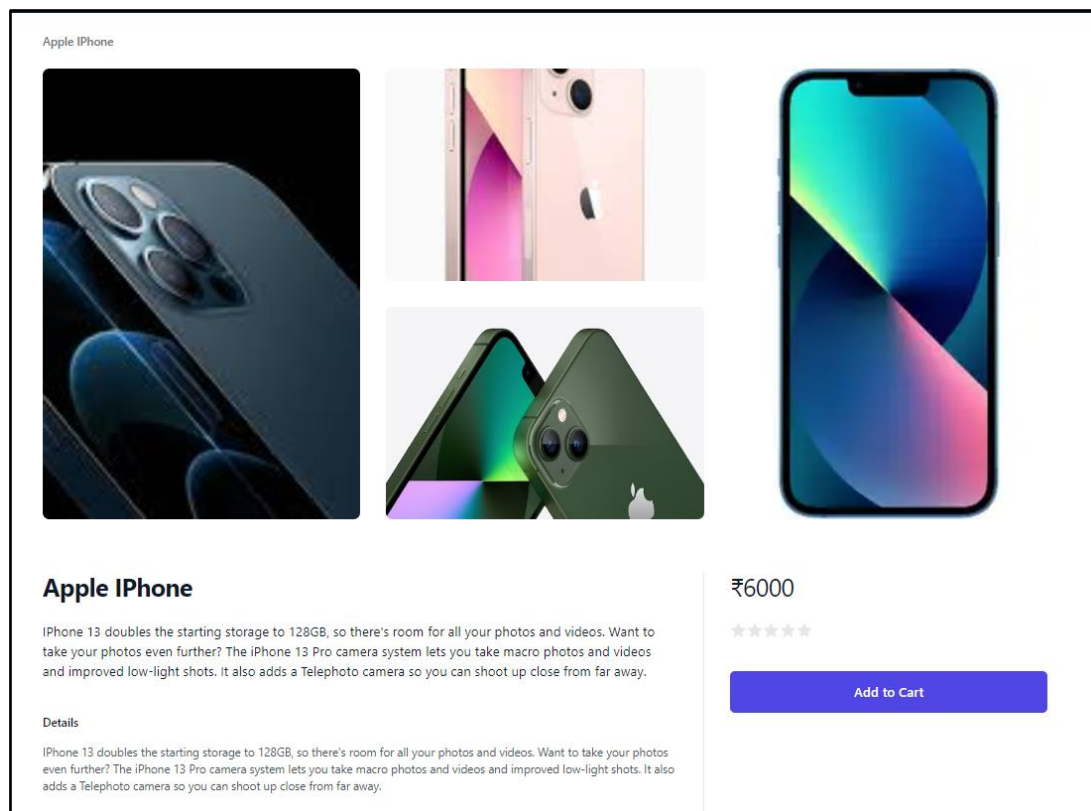 Apple IPhone
Apple IPhone
IPhone 13 doubles the starting storage to 128GB, so there's room for all your photos and videos. Want to
take your photos even further? The iPhone 13 Pro camera system lets you take macro photos and videos
and improved low-light shots. It also adds a Telephoto camera so you can shoot up close from far away.
Details
IPhone 13 doubles the starting storage to 128GB, so there's room for all your photos and videos. Want to take your photos
even further? The iPhone 13 Pro camera system lets you take macro photos and videos and improved low-light shots. It also
adds a Telephoto camera so you can shoot up close from far away.
₹6000
Add to Cart